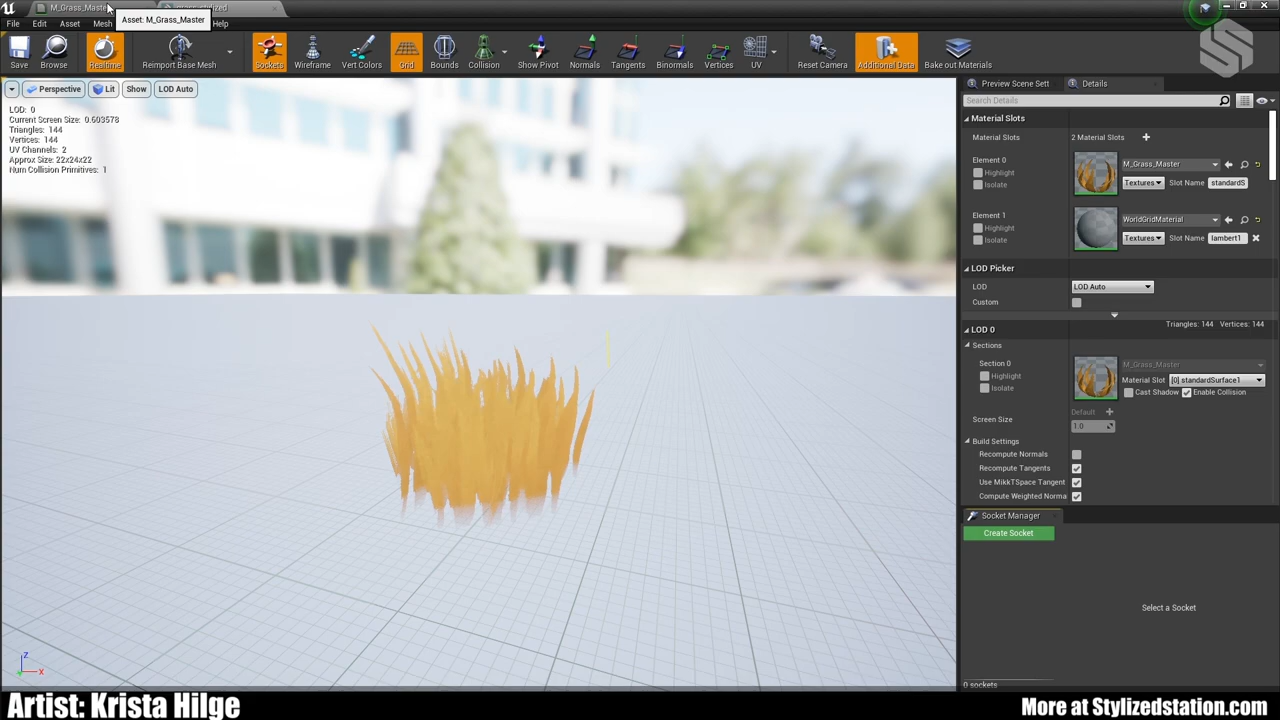 M_Grass_Maste
Asset: M_Grass_Master
File Edit Asset Mesh Help
Save Browse Realtime Reimport Base Mesh Sockets Wireframe Vert Colors Grid Bounds Collision Show Pivot Normals Tangents Binormals Vertices UV Reset Camera Additional Data Bake out Materials
Perspective Lit Show LOD Auto
LOD: 0
Current Screen Size: 0.603578
Triangles: 144
Vertices: 144
UV Channels: 2
Approx Size: 22x24x22
Num Collision Primitives: 1
Preview Scene Sett Details
Search Details
Material Slots
Material Slots 2 Material Slots
Element 0 M_Grass_Master
Highlight
Isolate Textures Slot Name standardS
Element 1 WorldGridMaterial
Highlight
Isolate Textures Slot Name lambert1
LOD Picker
LOD LOD Auto
Custom
Triangles: 144 Vertices: 144
LOD 0
Sections
Section 0 M_Grass_Master
Highlight Material Slot [0] standardSurface1
Isolate Cast Shadow Enable Collision
Screen Size Default
1.0
Build Settings
Recompute Normals
Recompute Tangents
Use MikkTSpace Tangent
Compute Weighted Norma
Socket Manager
Create Socket
Select a Socket
0 sockets
Artist: Krista Hilge
More at Stylizedstation.com